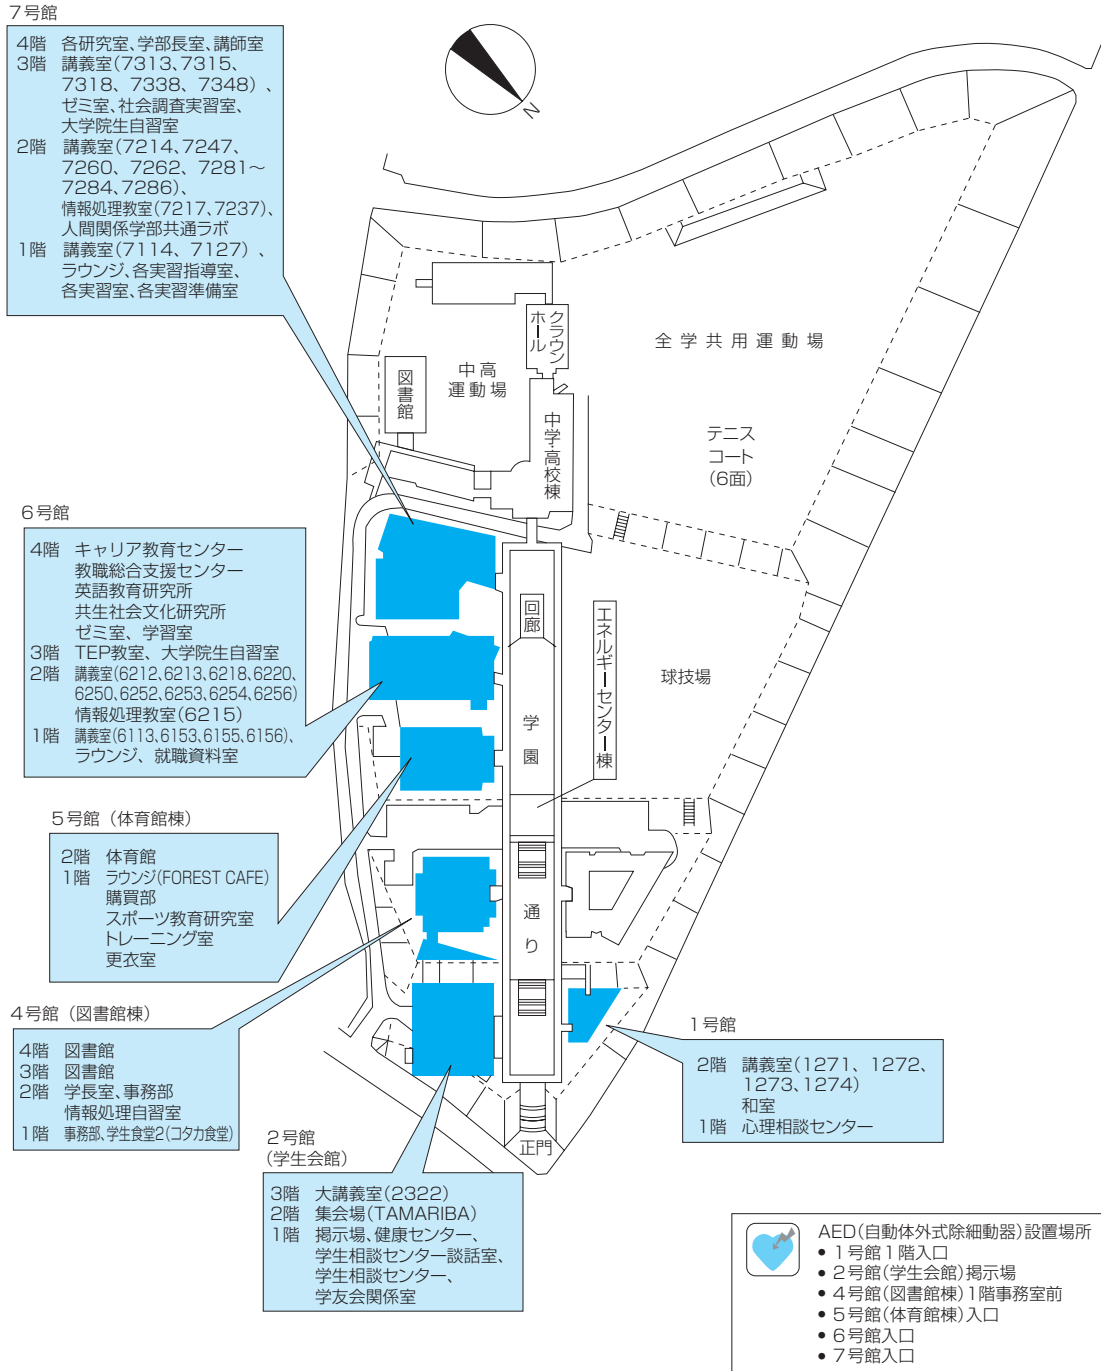 7号館
4階 各研究室、学部長室、講師室
3階 講義室(7313、7315、
7318、7338、7348)、
ゼミ室、社会調査実習室、
大学院生自習室
2階 講義室(7214、7247、
7260、7262、7281～
7284、7286)、
情報処理教室(7217、7237)、
人間関係学部共通ラボ
1階 講義室(7114、7127)、
ラウンジ、各実習指導室、
各実習室、各実習準備室
N
クラウン
ホール
全学共用運動場
中高
運動場
図書館
中学・高校棟
テニス
コート
(6面)
6号館
4階 キャリア教育センター
教職総合支援センター
英語教育研究所
共生社会文化研究所
ゼミ室、学習室
3階 TEP教室、大学院生自習室
2階 講義室(6212、6213、6218、6220、
6250、6252、6253、6254、6256)
情報処理教室(6215)
1階 講義室(6113、6153、6155、6156)、
ラウンジ、就職資料室
回廊
エネルギーセンター棟
球技場
学園
通り
5号館(体育館棟)
2階 体育館
1階 ラウンジ(FOREST CAFE)
購買部
スポーツ教育研究室
トレーニング室
更衣室
4号館(図書館棟)
4階 図書館
3階 図書館
2階 学長室、事務部
情報処理自習室
1階 事務部、学生食堂2(コタカ食堂)
1号館
2階 講義室(1271、1272、
1273、1274)
和室
1階 心理相談センター
正門
2号館
(学生会館)
3階 大講義室(2322)
2階 集会場(TAMARIBA)
1階 掲示場、健康センター、
学生相談センター談話室、
学生相談センター、
学友会関係室
AED(自動体外式除細動器)設置場所
• 1号館1階入口
• 2号館(学生会館)掲示場
• 4号館(図書館棟)1階事務室前
• 5号館(体育館棟)入口
• 6号館入口
• 7号館入口